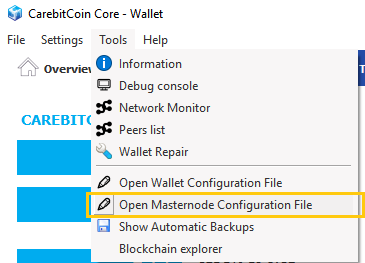 CarebitCoin Core - Wallet
File Settings Tools Help
Information
Overview
Debug console
Network Monitor
Peers list
CAREBITC
Wallet Repair
Open Wallet Configuration File
Open Masternode Configuration File
Show Automatic Backups
Blockchain explorer